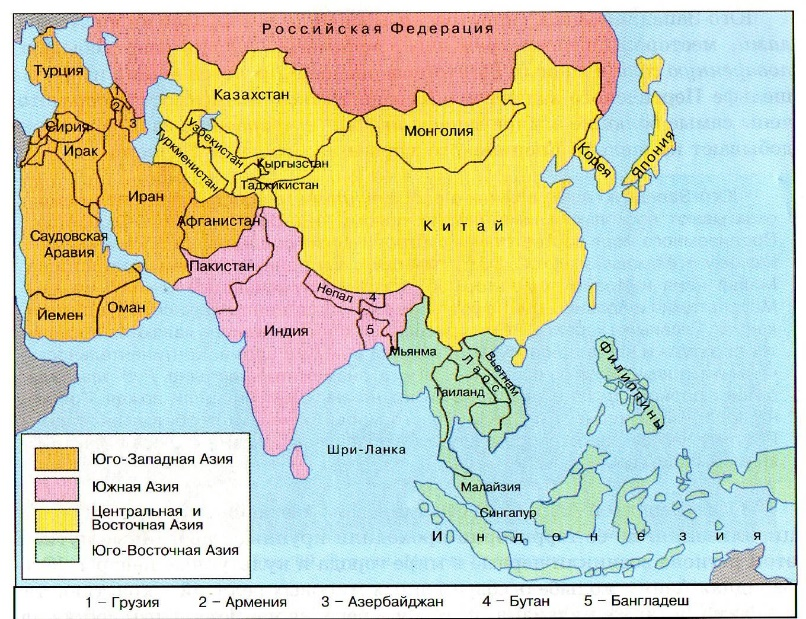 Российская Федерация
Турция
Казахстан
1
2
3
Сирия
Узбекистан
Монголия
Корея
Япония
Ирак
Туркменистан
Кыргызстан
Таджикистан
Иран
Афганистан
Китай
Саудовская
Аравия
Пакистан
Непал
4
Йемен
Оман
Индия
5
Мьянма
Лаос
Вьетнам
Филиппины
Таиланд
Шри-Ланка
Малайзия
Сингапур
Индонезия
Юго-Западная Азия
Южная Азия
Центральная и
Восточная Азия
Юго-Восточная Азия
1 – Грузия 2 – Армения 3 – Азербайджан 4 – Бутан 5 – Бангладеш